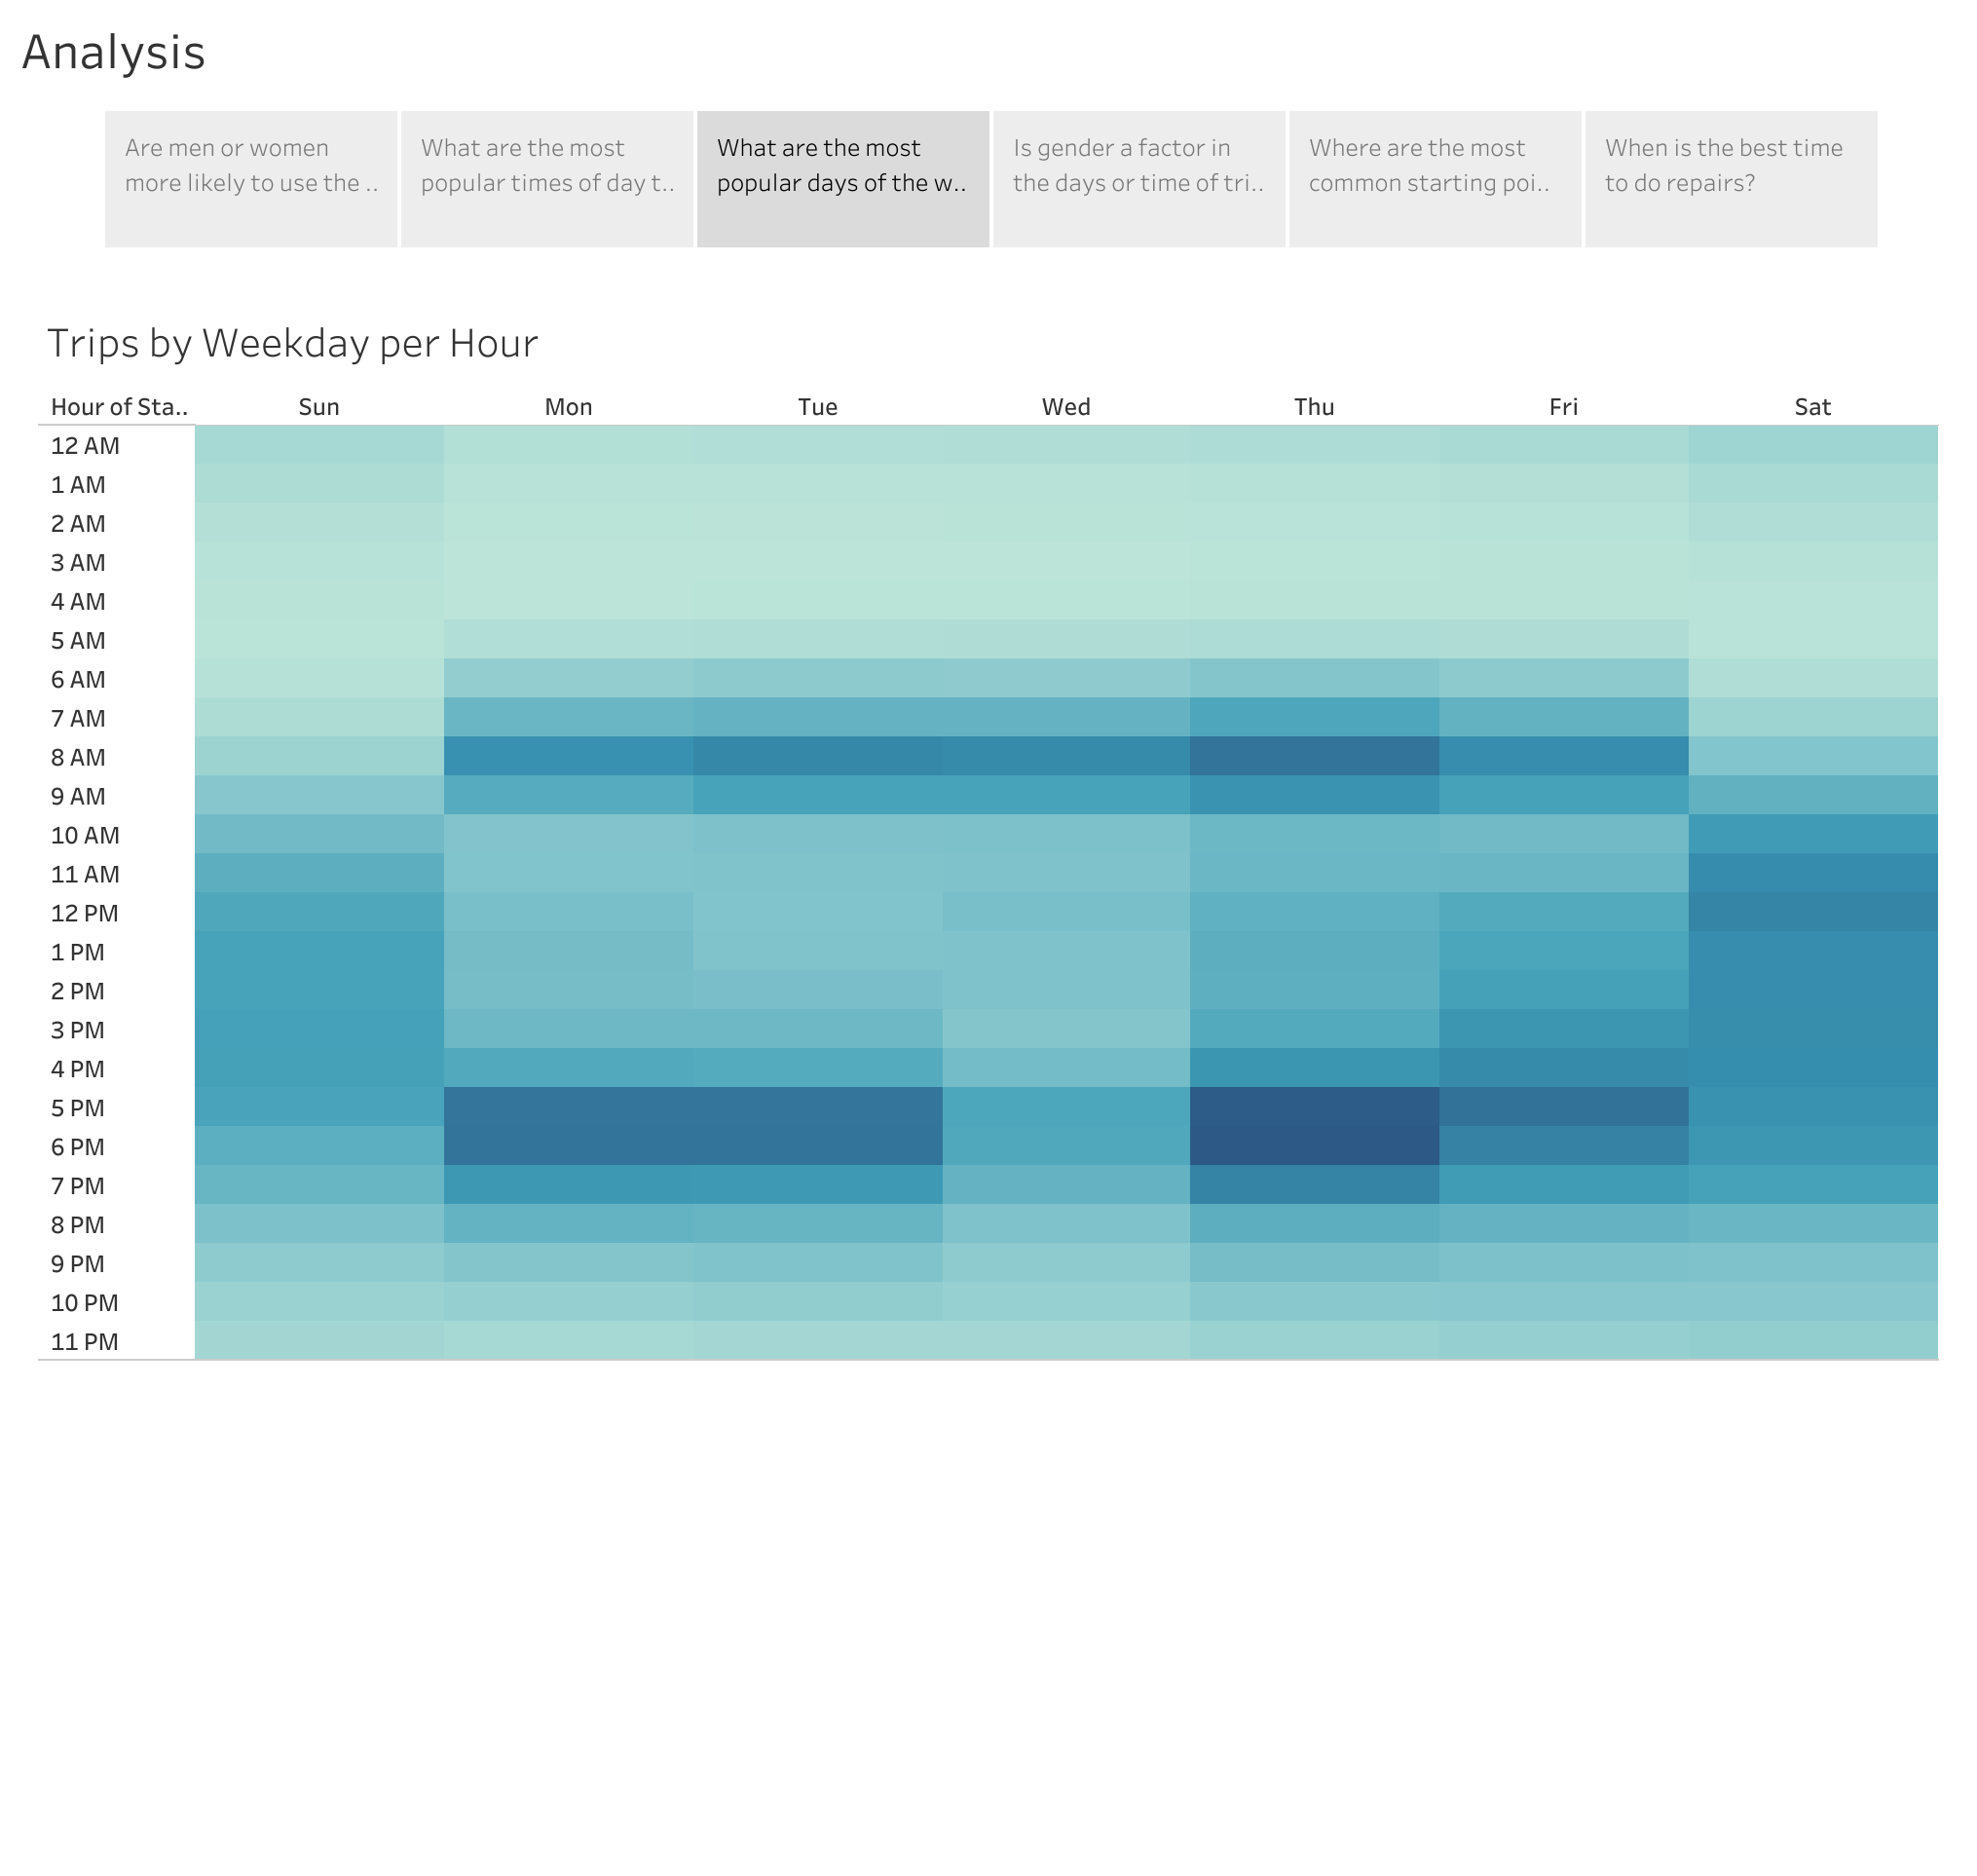 Analysis
Are men or women
more likely to use the ..
What are the most
popular times of day t..
What are the most
popular days of the w..
Is gender a factor in
the days or time of tri..
Where are the most
common starting poi..
When is the best time
to do repairs?
Trips by Weekday per Hour
Hour of Sta.. Sun Mon Tue Wed Thu Fri Sat
12 AM
1 AM
2 AM
3 AM
4 AM
5 AM
6 AM
7 AM
8 AM
9 AM
10 AM
11 AM
12 PM
1 PM
2 PM
3 PM
4 PM
5 PM
6 PM
7 PM
8 PM
9 PM
10 PM
11 PM